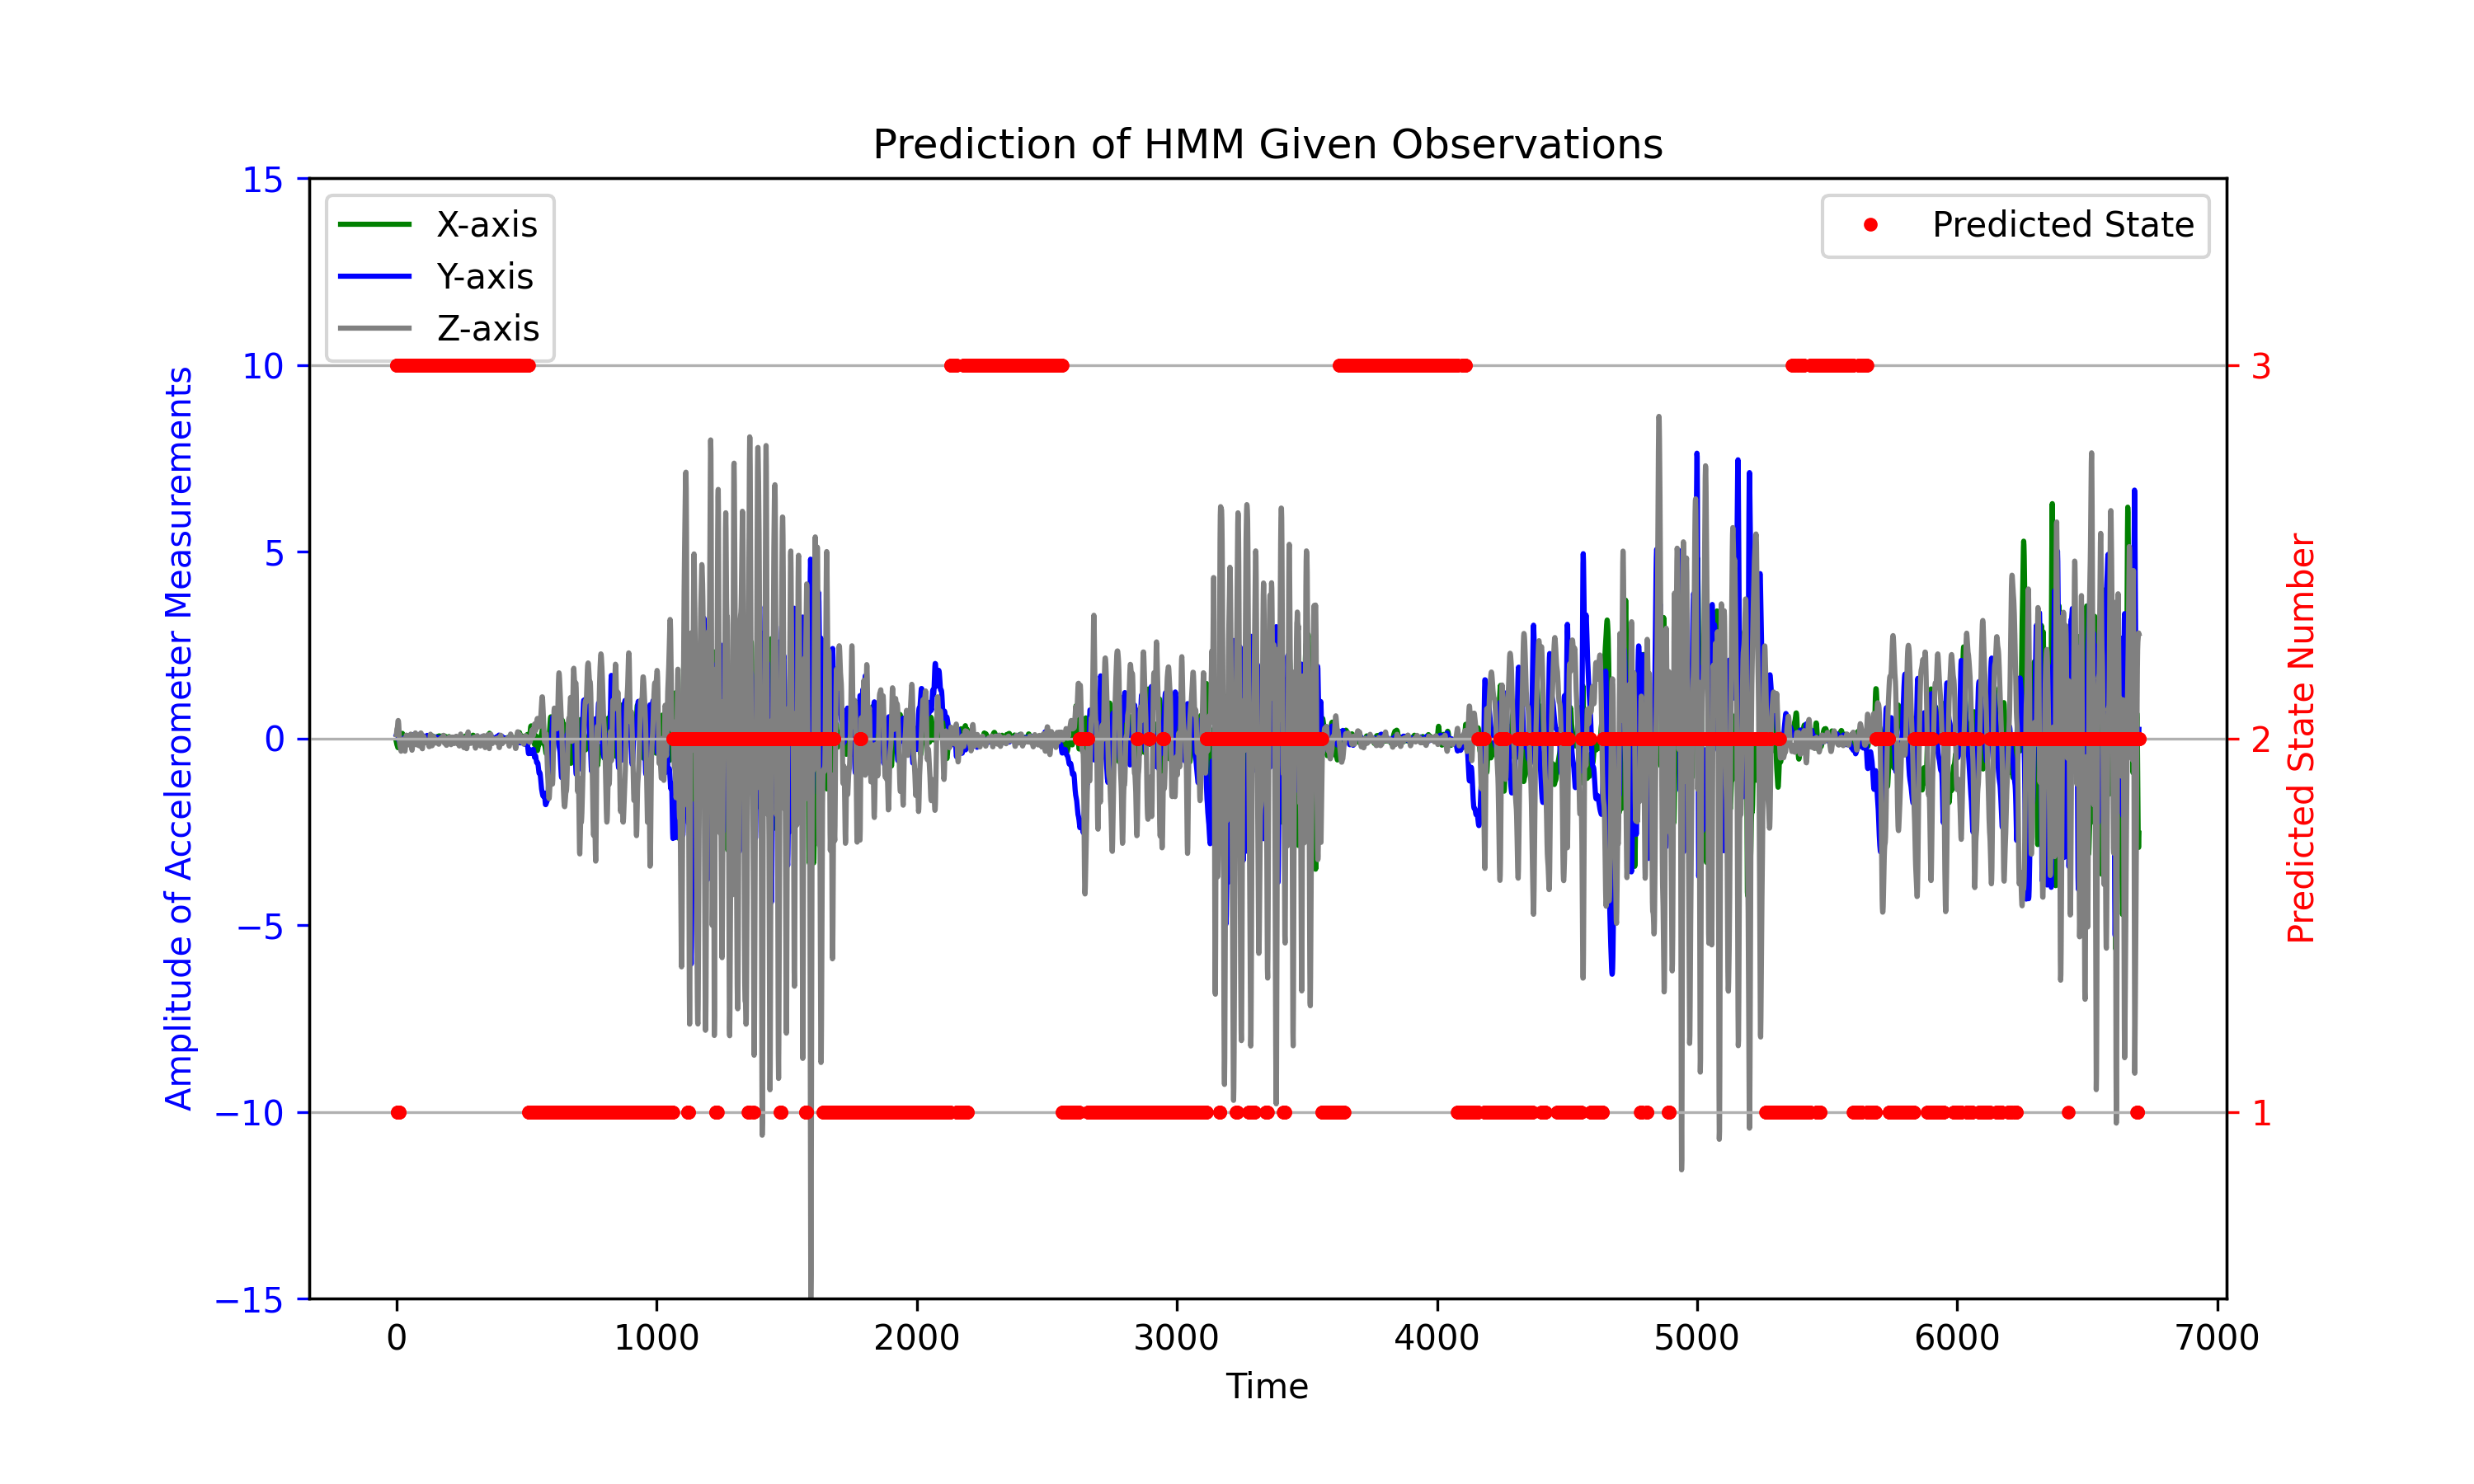 Prediction of HMM Given Observations
X-axis
Y-axis
Z-axis
Predicted State
Amplitude of Accelerometer Measurements
15
10
5
0
−5
−10
−15
3
2
1
Predicted State Number
0 1000 2000 3000 4000 5000 6000 7000
Time